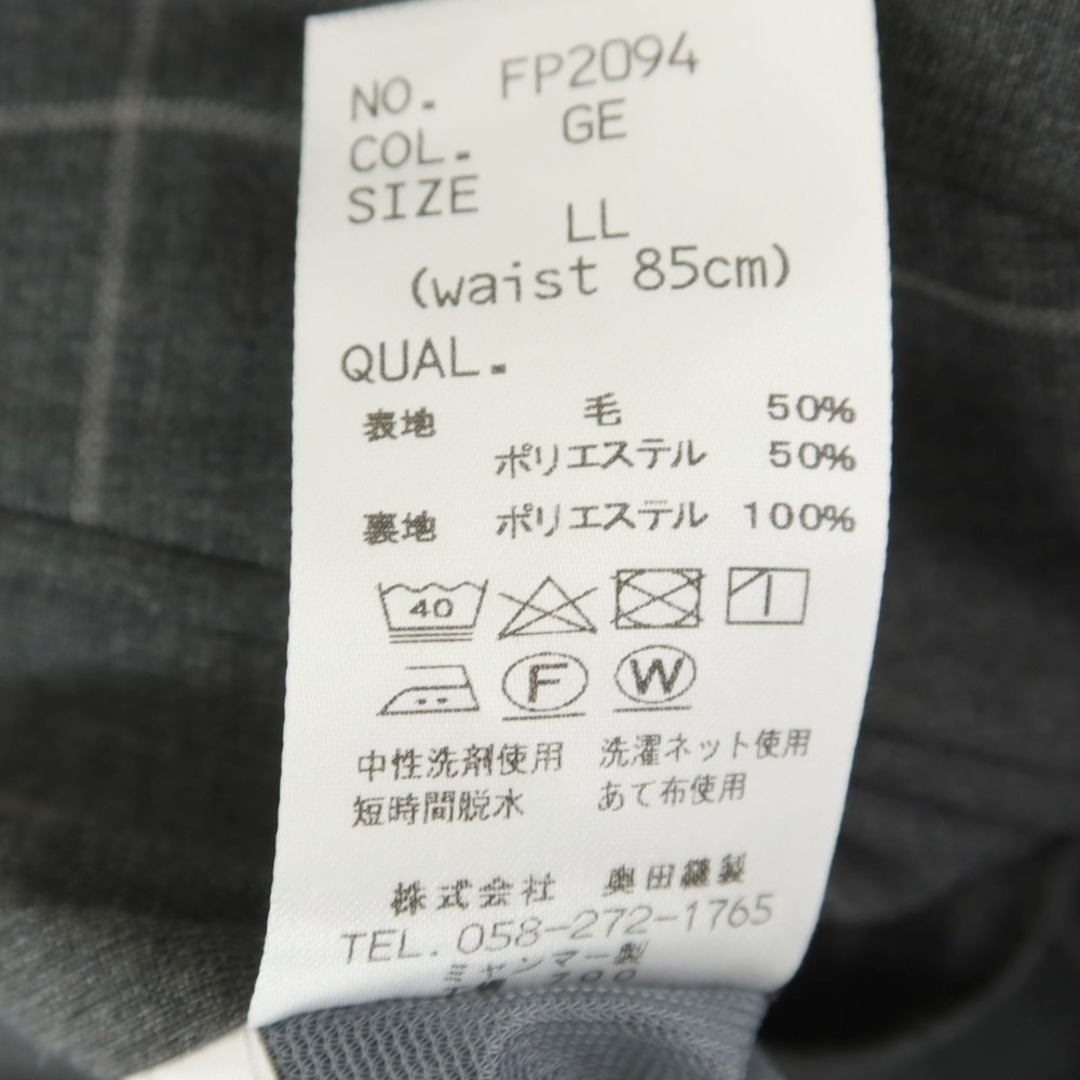 NO. FP2094
COL. GE
SIZE
LL
(waist 85cm)
QUAL.
表地 毛 50%
ポリエステル 50%
裏地 ポリエステル 100%
40
F W
中性洗剤使用 洗濯ネット使用
短時間脱水 あて布使用
株式会社 奥田縫製
TEL. 058-272-1765
ミャンマー製